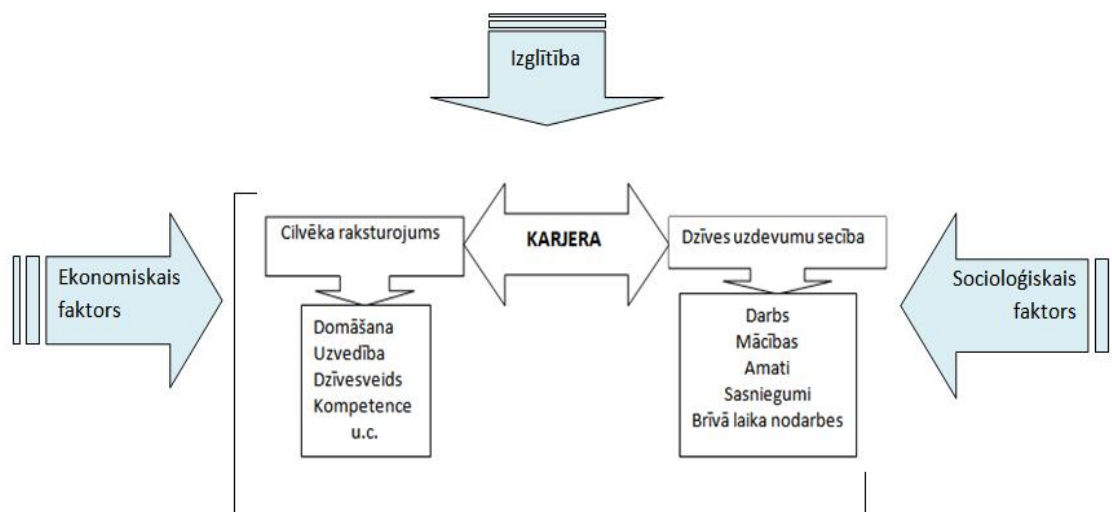 Izglītība
Ekonomiskais
faktors
Cilvēka raksturojums
Domāšana
Uzvedība
Dzīvesveids
Kompetence
u.c.
KARJERA
Dzīves uzdevumu secība
Darbs
Mācības
Amati
Sasniegumi
Brīvā laika nodarbes
Socioloģiskais
faktors